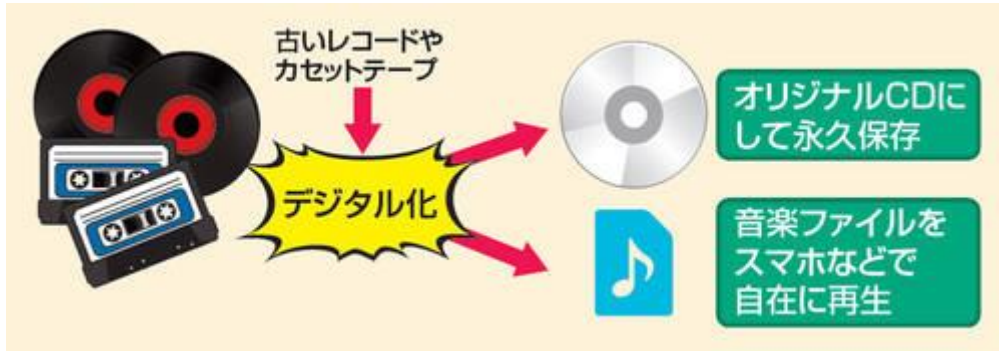 古いレコードや
カセットテープ
デジタル化
オリジナルCDに
して永久保存
音楽ファイルを
スマホなどで
自在に再生